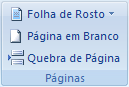 Folha de Rosto
Página em Branco
Quebra de Página
Páginas